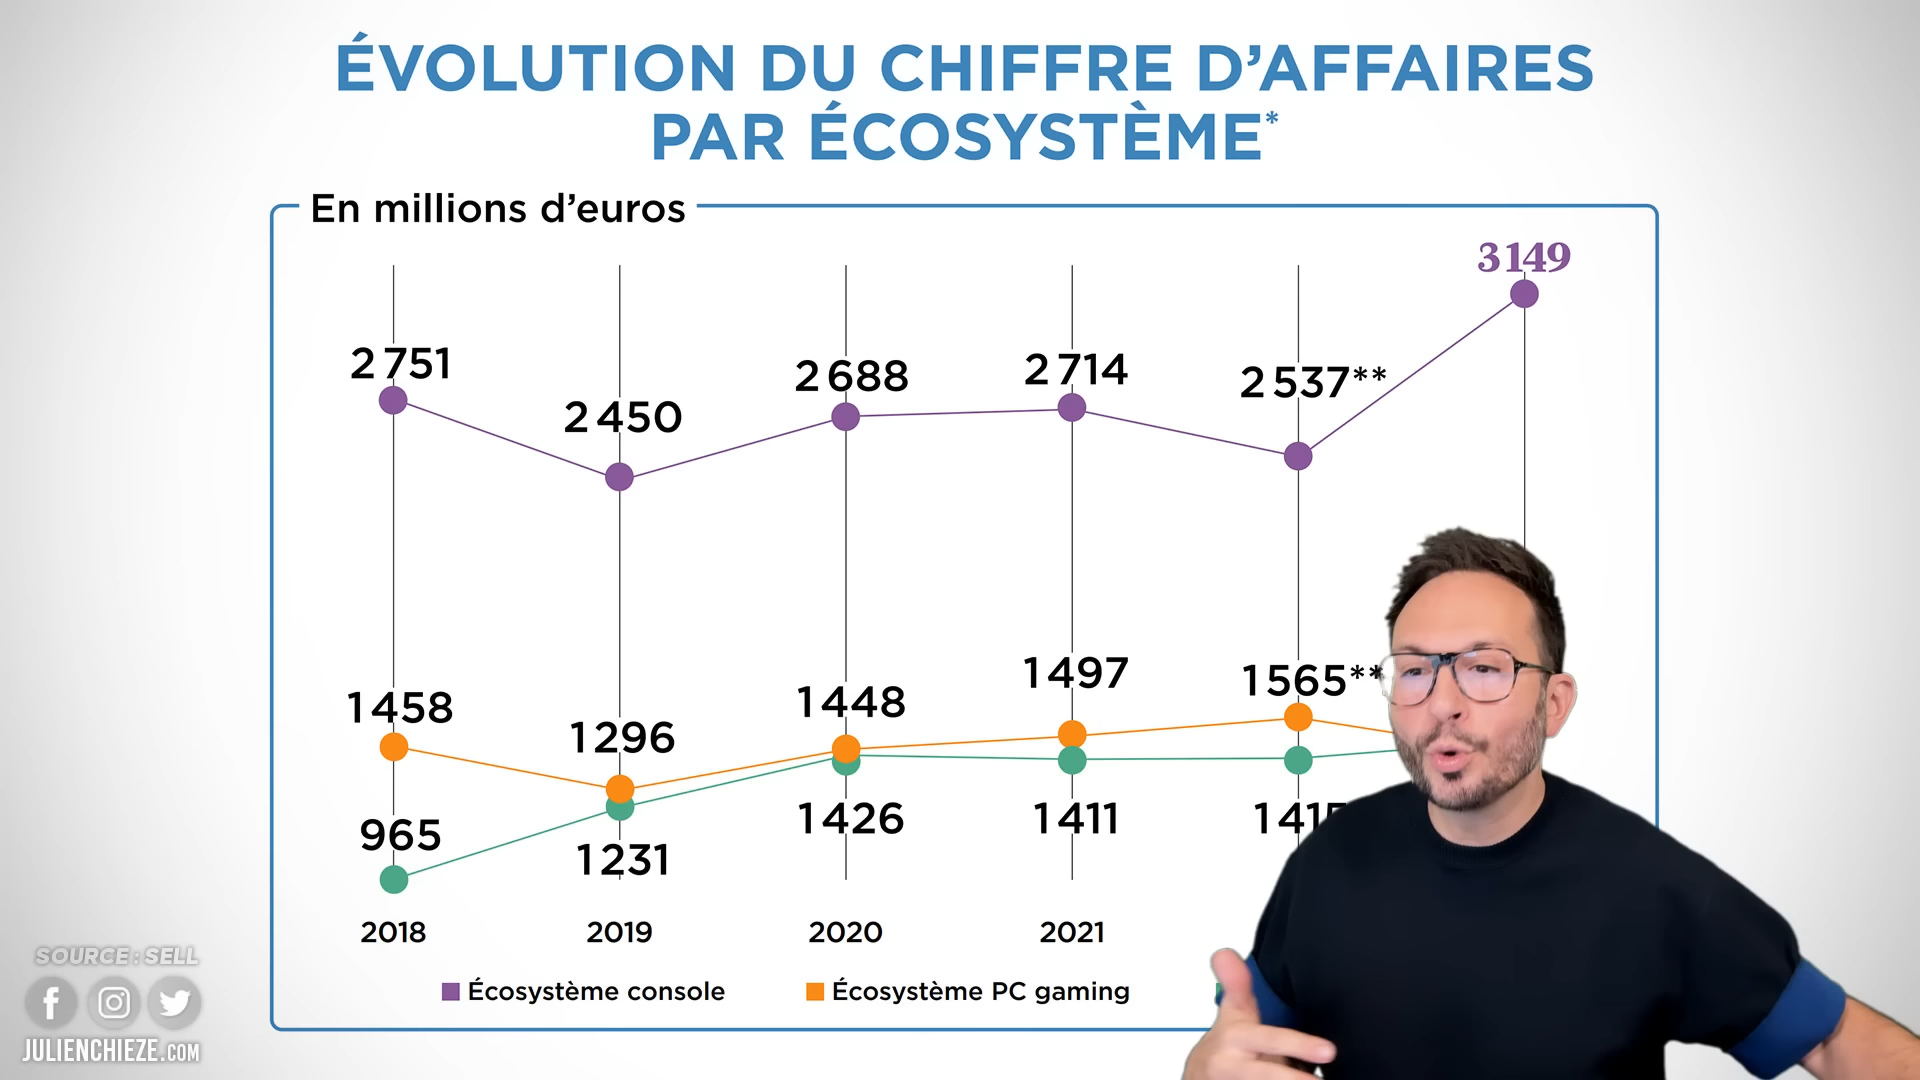 ÉVOLUTION DU CHIFFRE D’AFFAIRES
PAR ÉCOSYSTÈME*
En millions d’euros
3149
2751
2450
2688
2714
2537**
1458
1296
1448
1497
1565**
965
1231
1426
1411
2018
2019
2020
2021
Écosystème console
Écosystème PC gaming
SOURCE : SELL
JULIENCHIEZE.COM